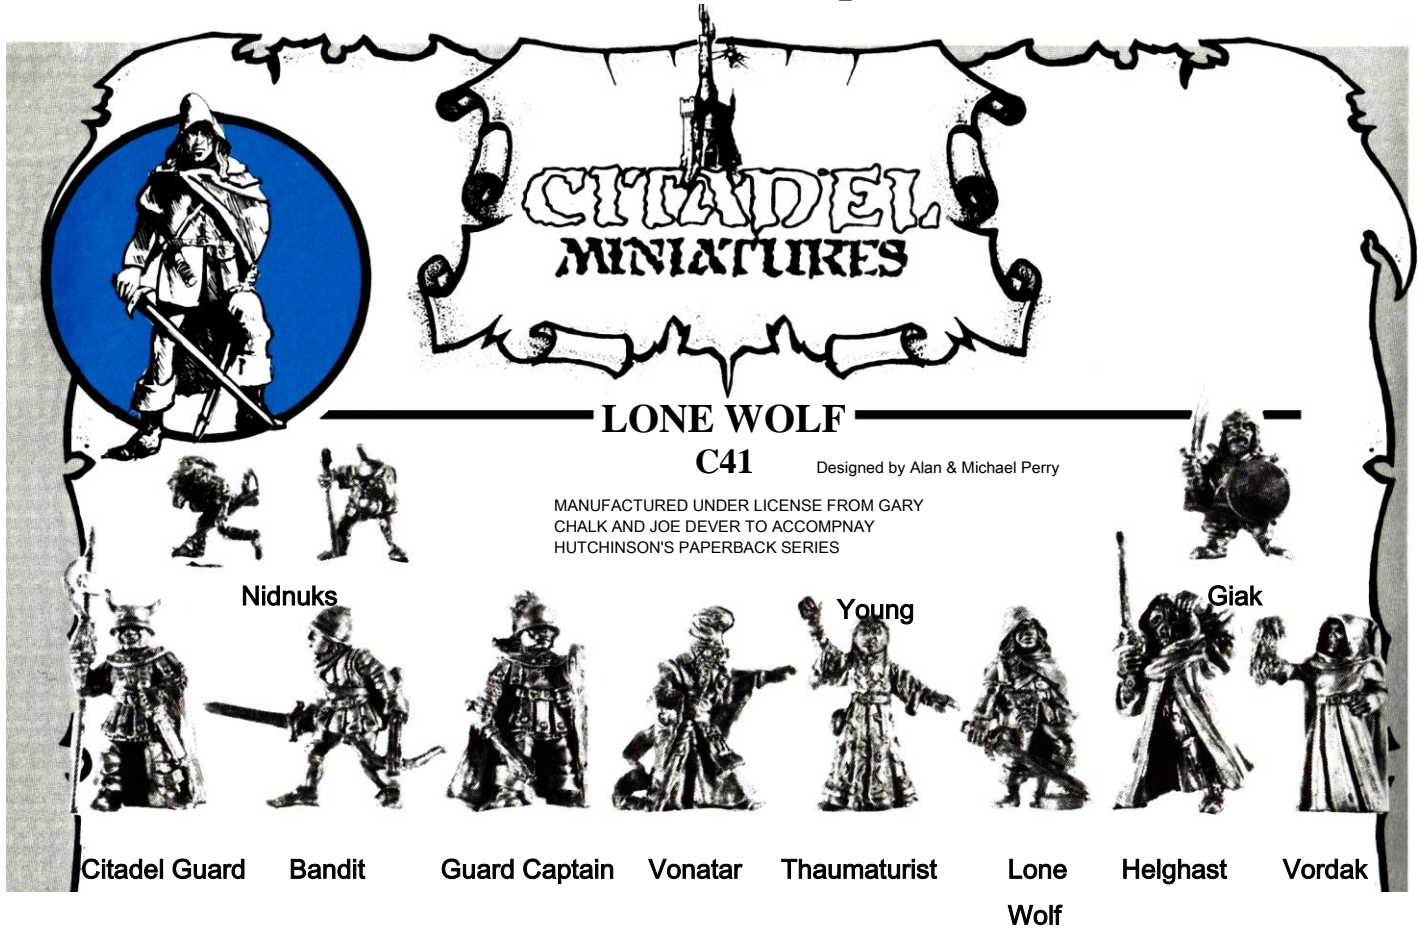 CITADEL
MINIATURES
LONE WOLF
C41
Designed by Alan & Michael Perry
MANUFACTURED UNDER LICENSE FROM GARY
CHALK AND JOE DEVER TO ACCOMPNAY
HUTCHINSON'S PAPERBACK SERIES
Nidnuks
Young
Giak
Citadel Guard
Bandit
Guard Captain
Vonatar
Thaumaturist
Lone
Wolf
Helghast
Vordak